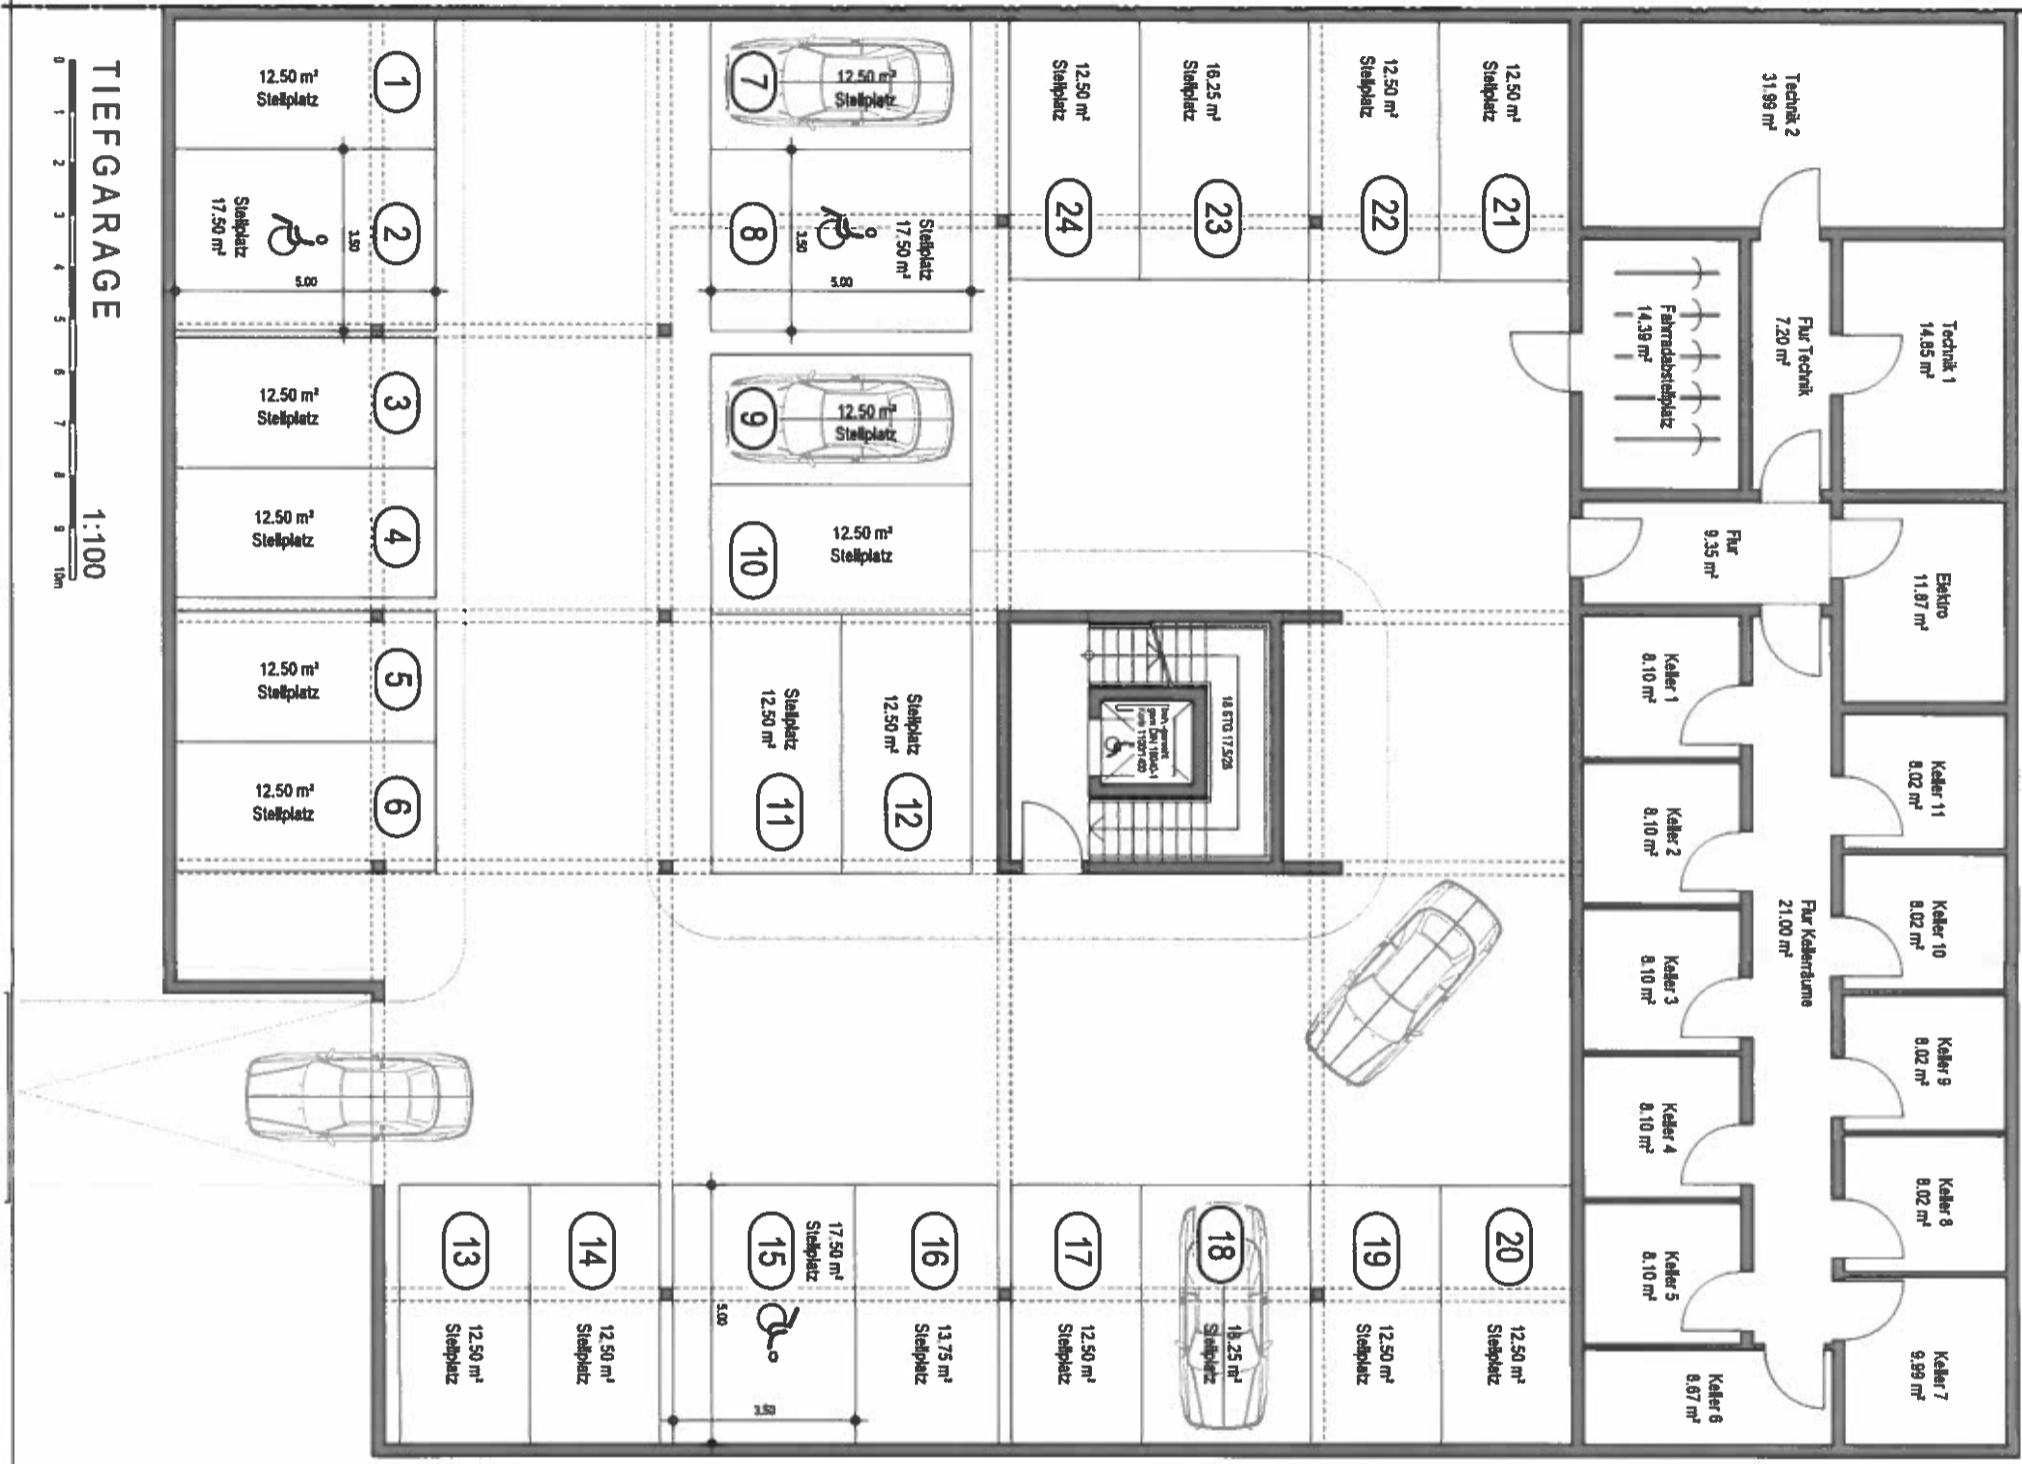 TIEFGARAGE
1:100
0 1 2 3 4 5 6 7 8 9 10m
1
12.50 m²
Stellplatz
2
Stellplatz
17.50 m²
3.50
5.00
3
12.50 m²
Stellplatz
4
12.50 m²
Stellplatz
5
12.50 m²
Stellplatz
6
12.50 m²
Stellplatz
7
12.50 m²
Stellplatz
8
Stellplatz
17.50 m²
3.50
5.00
9
12.50 m²
Stellplatz
10
12.50 m²
Stellplatz
11
Stellplatz
12.50 m²
12
Stellplatz
12.50 m²
13
12.50 m²
Stellplatz
14
12.50 m²
Stellplatz
15
17.50 m²
Stellplatz
5.00
3.50
16
13.75 m²
Stellplatz
17
12.50 m²
Stellplatz
18
16.25 m²
Stellplatz
19
12.50 m²
Stellplatz
20
12.50 m²
Stellplatz
21
12.50 m²
Stellplatz
22
12.50 m²
Stellplatz
23
16.25 m²
Stellplatz
24
12.50 m²
Stellplatz
18 STG 17,5/28
gem DIN 18040-1
Technik 2
31.99 m²
Technik 1
14.85 m²
Flur Technik
7.20 m²
Fahrradabstellplatz
14.39 m²
Flur
9.35 m²
Elektro
11.87 m²
Keller 1
8.10 m²
Keller 2
8.10 m²
Keller 3
8.10 m²
Keller 4
8.10 m²
Keller 5
8.10 m²
Keller 6
8.67 m²
Keller 7
9.99 m²
Keller 8
8.02 m²
Keller 9
8.02 m²
Keller 10
8.02 m²
Keller 11
8.02 m²
Flur Kellerräume
21.00 m²